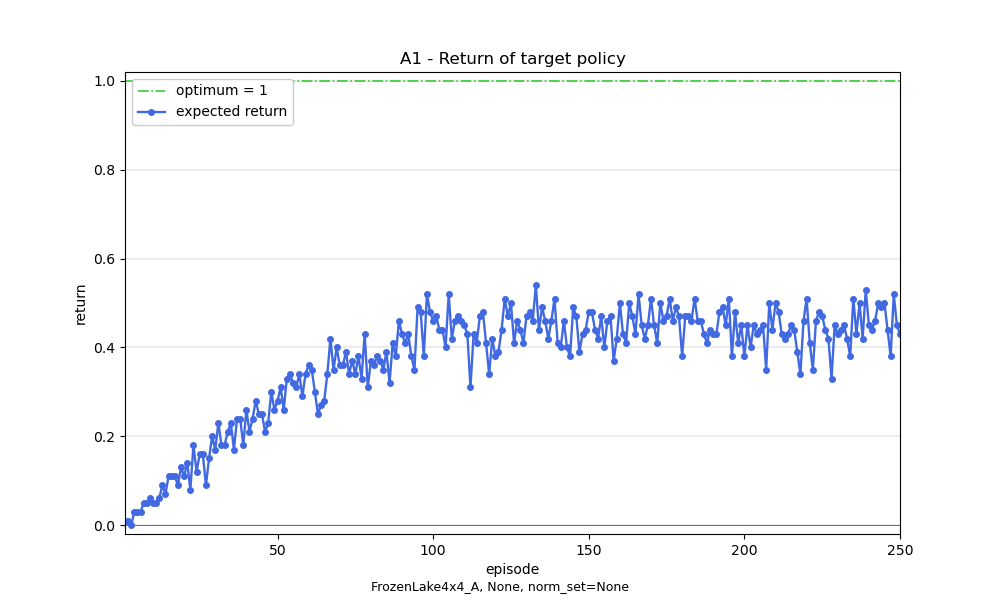 A1 - Return of target policy
1.0
optimum = 1
expected return
0.8
0.6
return
0.4
0.2
0.0
50
100
150
200
250
episode
FrozenLake4x4_A, None, norm_set=None